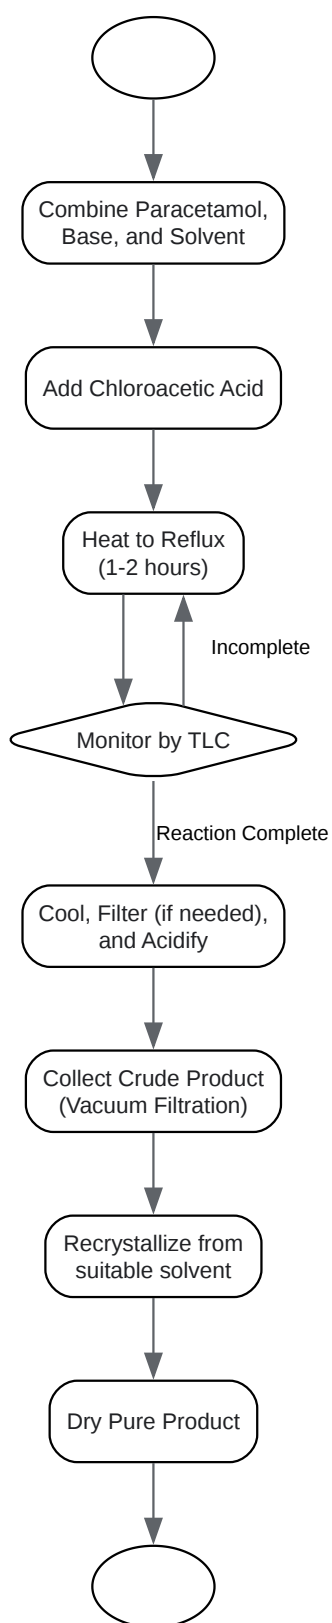 Combine Paracetamol,
Base, and Solvent
Add Chloroacetic Acid
Heat to Reflux
(1-2 hours)
Incomplete
Monitor by TLC
Reaction Complete
Cool, Filter (if needed),
and Acidify
Collect Crude Product
(Vacuum Filtration)
Recrystallize from
suitable solvent
Dry Pure Product